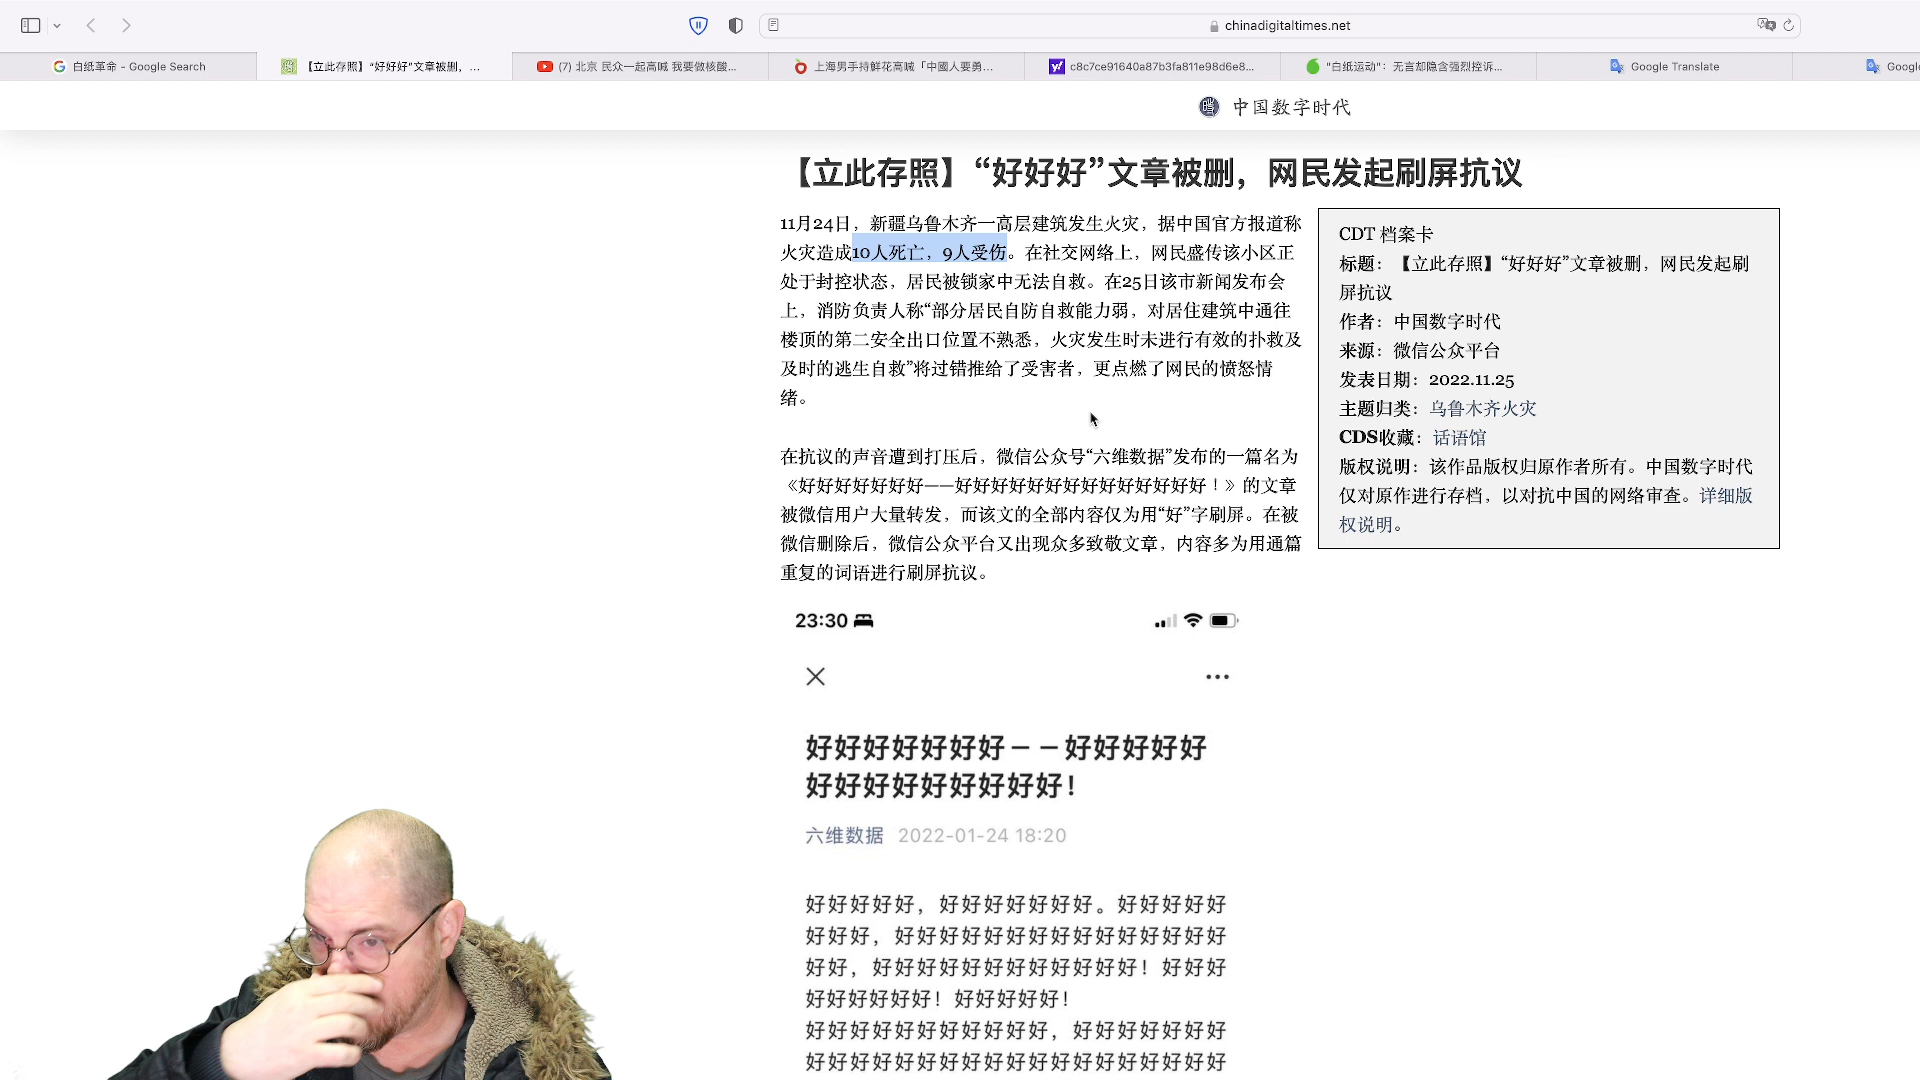 chinadigitaltimes.net
白纸革命 - Google Search
【立此存照】“好好好”文章被删，...
(7) 北京 民众一起高喊 我要做核酸...
上海男手持鲜花高喊「中國人要勇...
c8c7ce91640a87b3fa811e98d6e8...
"白纸运动"：无言却隐含强烈控诉...
Google Translate
Googl
中国数字时代
【立此存照】“好好好”文章被删，网民发起刷屏抗议
11月24日，新疆乌鲁木齐一高层建筑发生火灾，据中国官方报道称
火灾造成10人死亡，9人受伤。在社交网络上，网民盛传该小区正
处于封控状态，居民被锁家中无法自救。在25日该市新闻发布会
上，消防负责人称“部分居民自防自救能力弱，对居住建筑中通往
楼顶的第二安全出口位置不熟悉，火灾发生时未进行有效的扑救及
及时的逃生自救”将过错推给了受害者，更点燃了网民的愤怒情
绪。
在抗议的声音遭到打压后，微信公众号“六维数据”发布的一篇名为
《好好好好好好好——好好好好好好好好好好好好好好！》的文章
被微信用户大量转发，而该文的全部内容仅为用“好”字刷屏。在被
微信删除后，微信公众平台又出现众多致敬文章，内容多为用通篇
重复的词语进行刷屏抗议。
CDT 档案卡
标题：【立此存照】“好好好”文章被删，网民发起刷
屏抗议
作者：中国数字时代
来源：微信公众平台
发表日期：2022.11.25
主题归类：乌鲁木齐火灾
CDS收藏：话语馆
版权说明：该作品版权归原作者所有。中国数字时代
仅对原作进行存档，以对抗中国的网络审查。详细版
权说明。
23:30
好好好好好好好－－好好好好好
好好好好好好好好好！
六维数据 2022-01-24 18:20
好好好好好，好好好好好好好。好好好好好
好好好，好好好好好好好好好好好好好好好
好好，好好好好好好好好好好好好！好好好
好好好好好好！好好好好好！
好好好好好好好好好好好，好好好好好好好
好好好好好好好好好好好好好好好好好好好